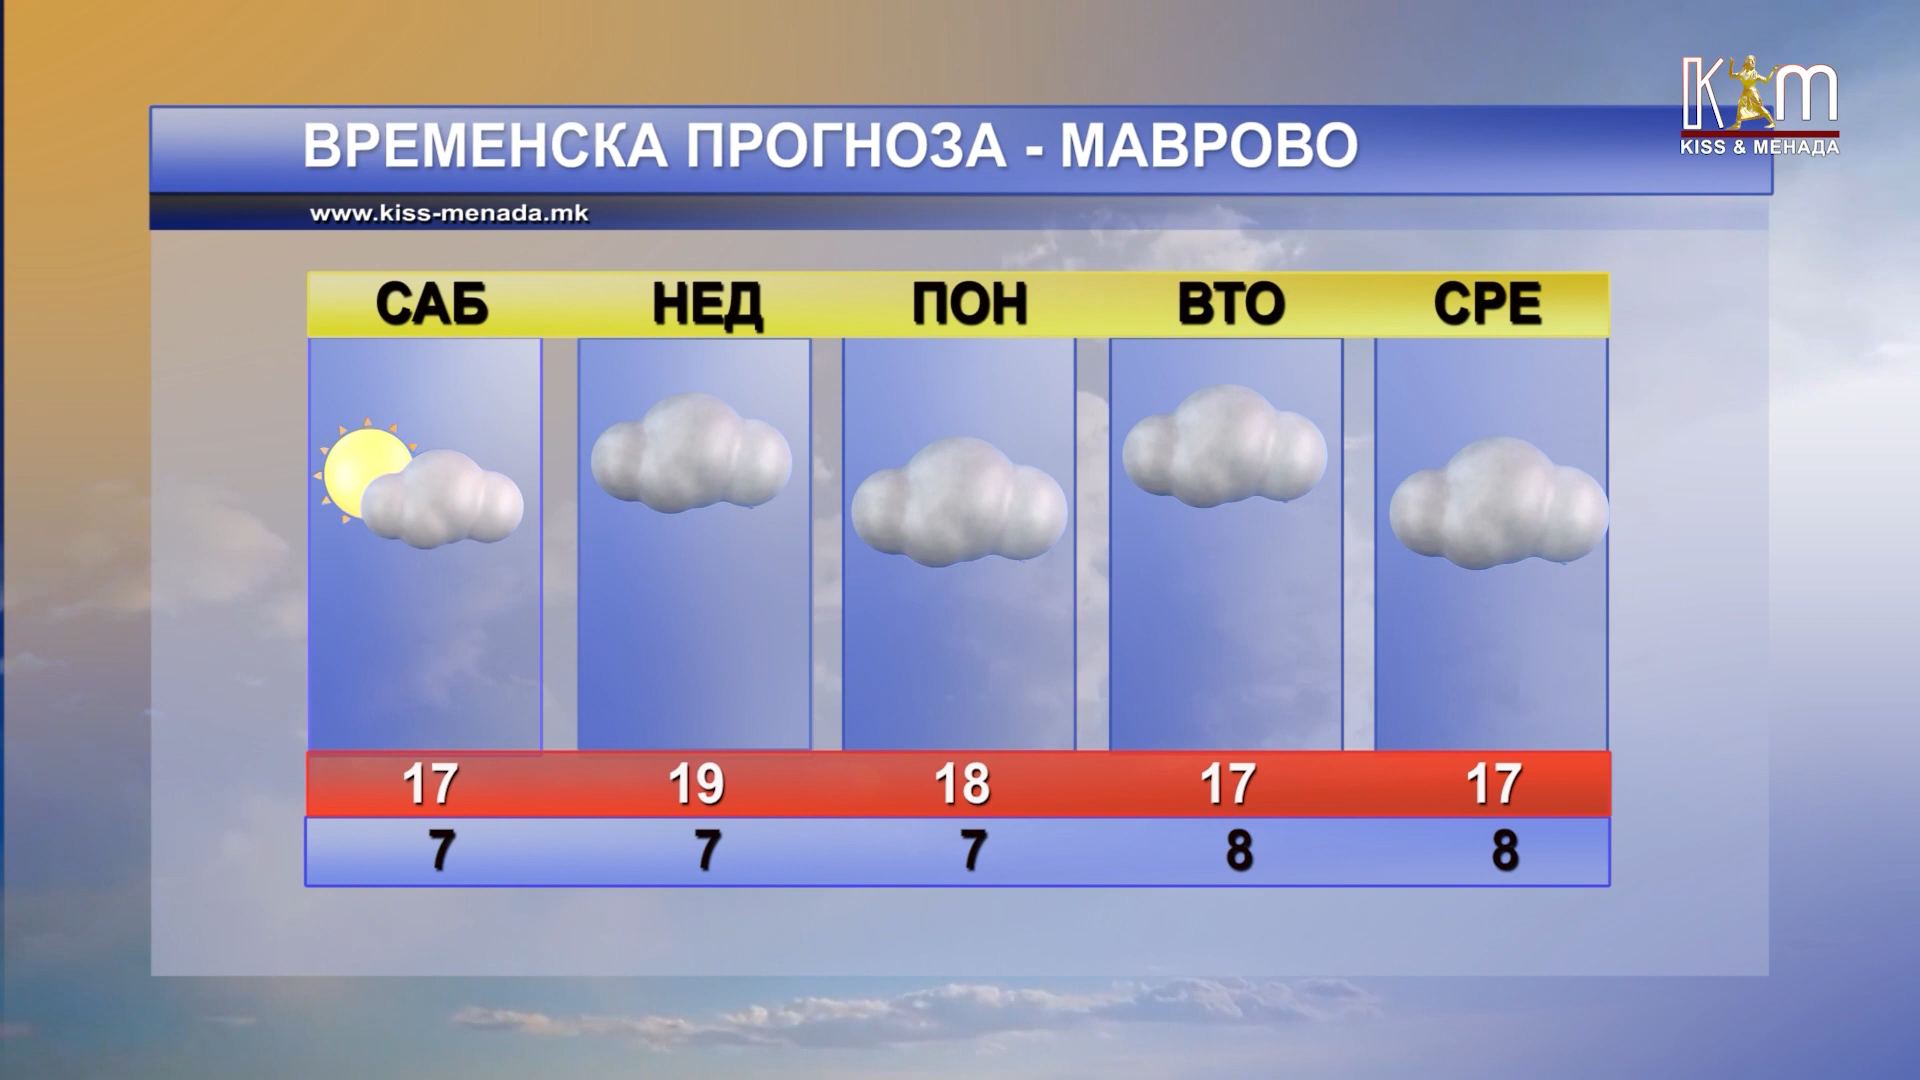 K m
KISS & МЕНАДА
ВРЕМЕНСКА ПРОГНОЗА - МАВРОВО
www.kiss-menada.mk
САБ НЕД ПОН ВТО СРЕ
17 19 18 17 17
7 7 7 8 8